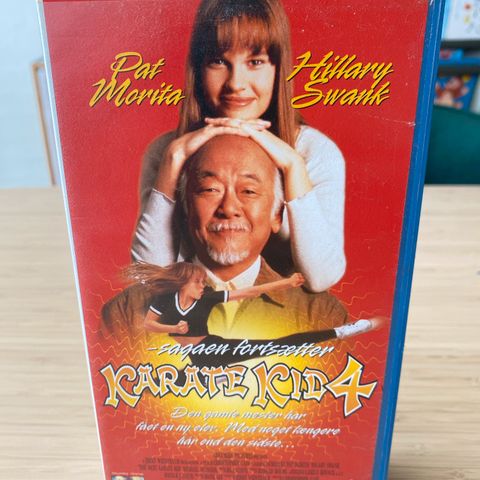 Pat Morita
Hillary Swank
-sagaen fortsætter
KARATE KID 4
Den gamle mester har
fået en ny elev. Med noget længere
hår end den sidste...